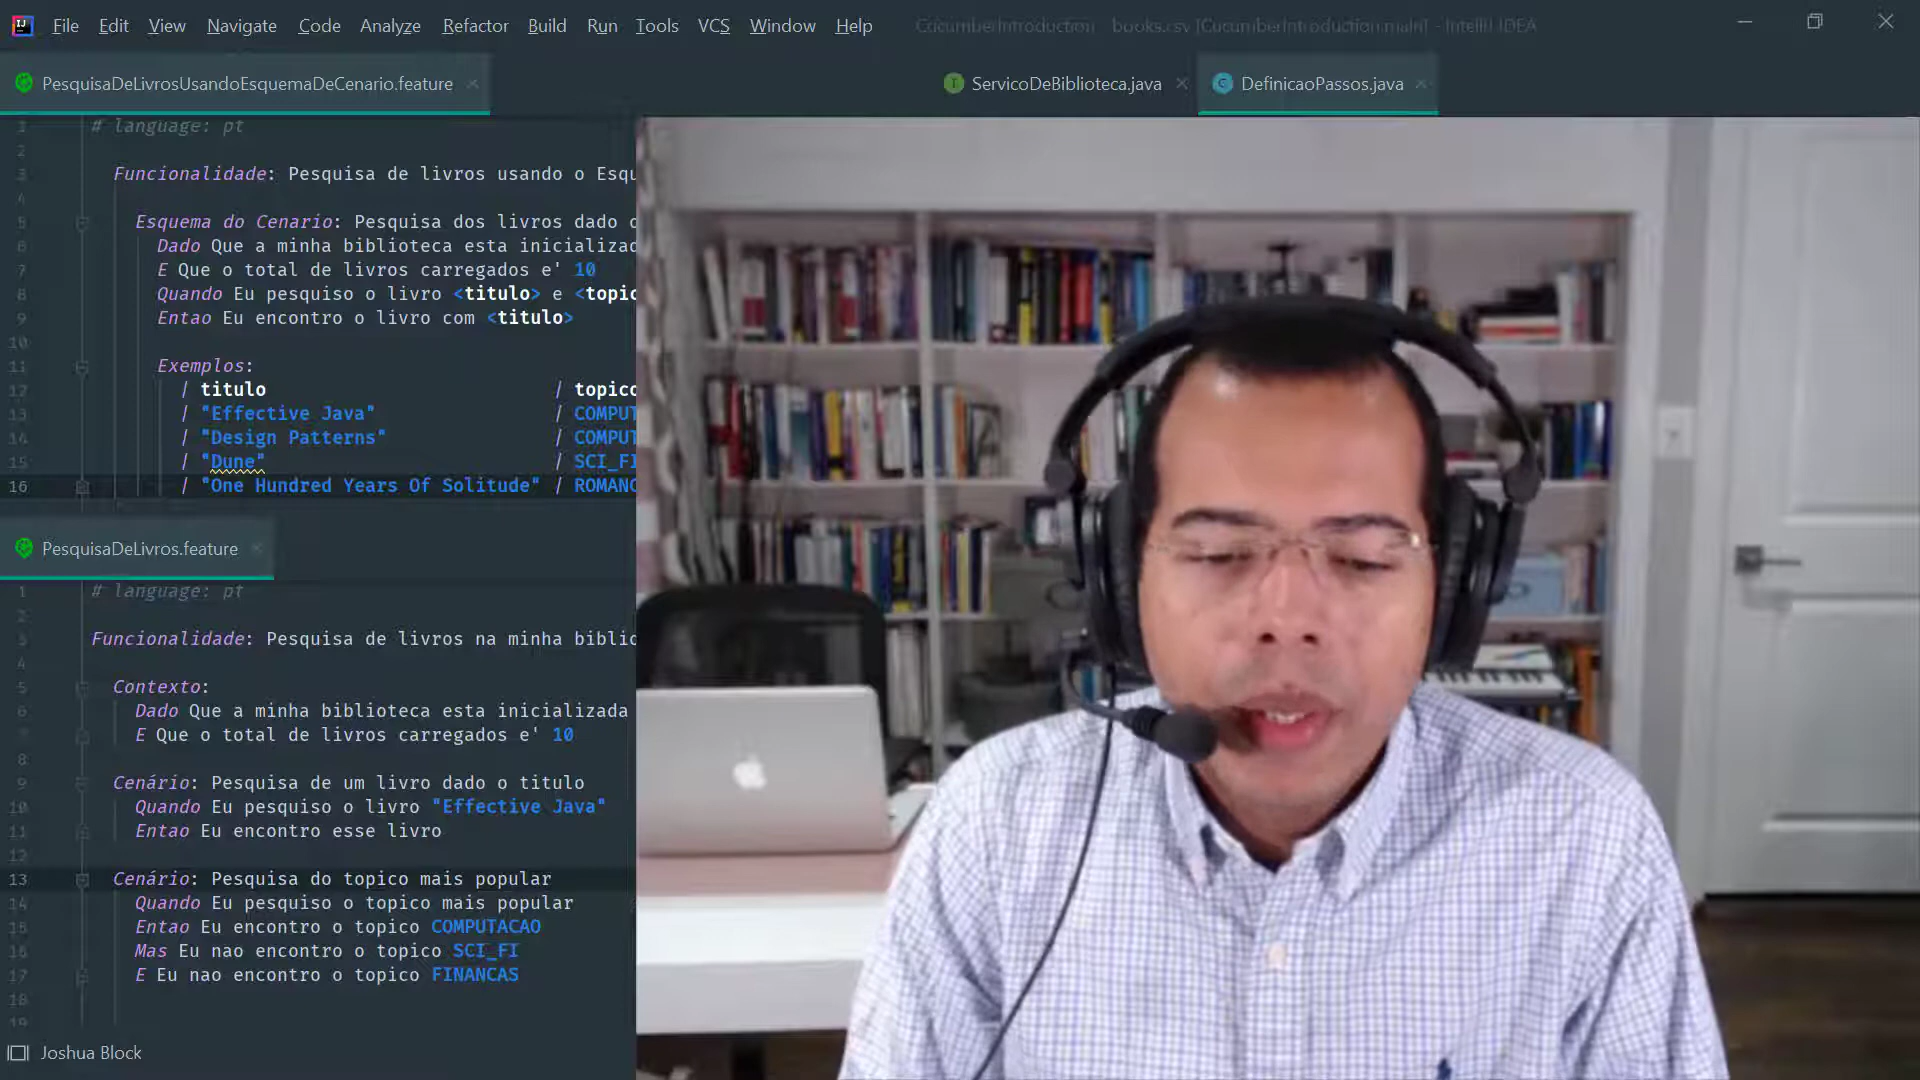 File Edit View Navigate Code Analyze Refactor Build Run Tools VCS Window Help CucumberIntroduction books.csv [CucumberIntroduction.main] - IntelliJ IDEA
PesquisaDeLivrosUsandoEsquemaDeCenario.feature
ServicoDeBiblioteca.java
DefinicaoPassos.java
1 # language: pt
2
3 Funcionalidade: Pesquisa de livros usando o Esqu
4
5 Esquema do Cenario: Pesquisa dos livros dado o
6 Dado Que a minha biblioteca esta inicializad
7 E Que o total de livros carregados e' 10
8 Quando Eu pesquiso o livro <titulo> e <topic
9 Entao Eu encontro o livro com <titulo>
10
11 Exemplos:
12 | titulo | topico
13 | "Effective Java" | COMPUT
14 | "Design Patterns" | COMPUT
15 | "Dune" | SCI_FI
16 | "One Hundred Years Of Solitude" | ROMANC
PesquisaDeLivros.feature
1 # language: pt
2
3 Funcionalidade: Pesquisa de livros na minha biblio
4
5 Contexto:
6 Dado Que a minha biblioteca esta inicializada
7 E Que o total de livros carregados e' 10
8
9 Cenário: Pesquisa de um livro dado o titulo
10 Quando Eu pesquiso o livro "Effective Java"
11 Entao Eu encontro esse livro
12
13 Cenário: Pesquisa do topico mais popular
14 Quando Eu pesquiso o topico mais popular
15 Entao Eu encontro o topico COMPUTACAO
16 Mas Eu nao encontro o topico SCI_FI
17 E Eu nao encontro o topico FINANCAS
18
19
Joshua Block